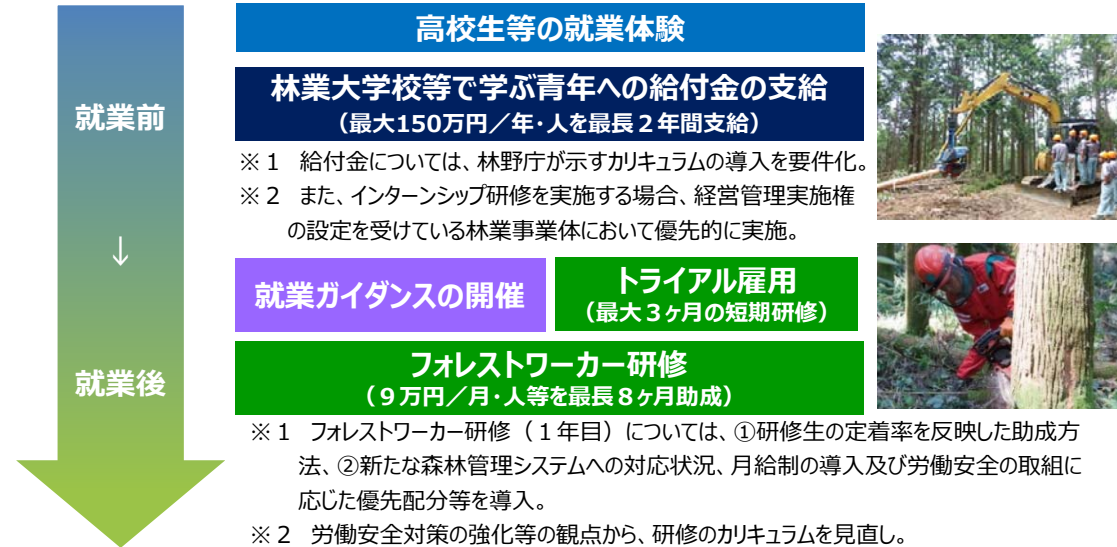 高校生等の就業体験
林業大学校等で学ぶ青年への給付金の支給
（最大150万円／年・人を最長２年間支給）
就業前
※１　給付金については、林野庁が示すカリキュラムの導入を要件化。
※２　また、インターンシップ研修を実施する場合、経営管理実施権
の設定を受けている林業事業体において優先的に実施。
↓
就業ガイダンスの開催
トライアル雇用
（最大３ヶ月の短期研修）
就業後
フォレストワーカー研修
（９万円／月・人等を最長８ヶ月助成）
※１　フォレストワーカー研修（１年目）については、①研修生の定着率を反映した助成方
法、②新たな森林管理システムへの対応状況、月給制の導入及び労働安全の取組に
応じた優先配分等を導入。
※２　労働安全対策の強化等の観点から、研修のカリキュラムを見直し。